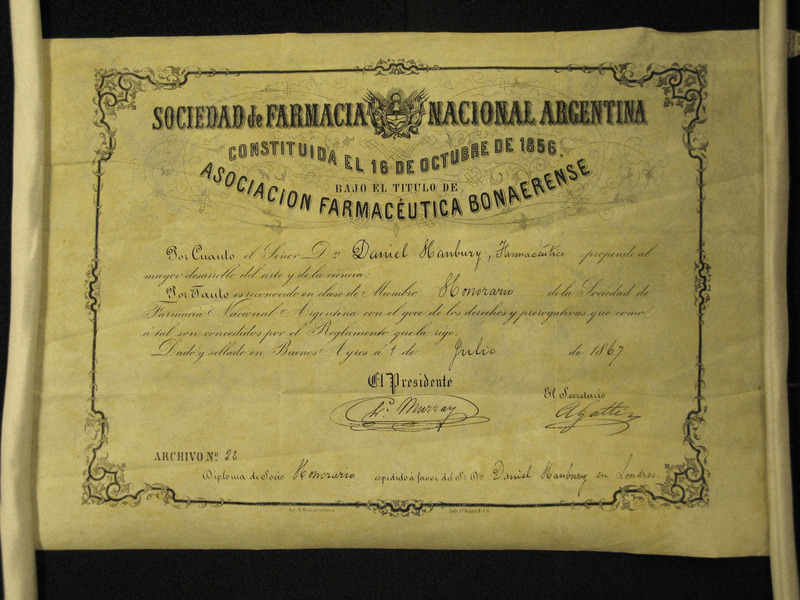 SOCIEDAD de FARMACIA NACIONAL ARGENTINA
CONSTITUIDA EL 16 DE OCTUBRE DE 1856
BAJO EL TITULO DE
ASOCIACION FARMACÉUTICA BONAERENSE
Por Cuanto el Señor Dn Daniel Hanbury, Farmacéutico propende al
mayor desarrollo del arte y de la ciencia:
Por Tanto es reconocido en clase de Miembro Honorario de la Sociedad de
Farmacia Nacional Argentina con el goce de los derechos y prerogativas que como
á tal son concedidos por el Reglamento que la rige.
Dado y sellado en Buenos Ayres á 1 de Julio de 1867
El Presidente
Murray
El Secretario
ARCHIVO Nº 22
Diploma de Socio Honorario espedido á favor del Sr. Dn Daniel Hanbury en Londres.